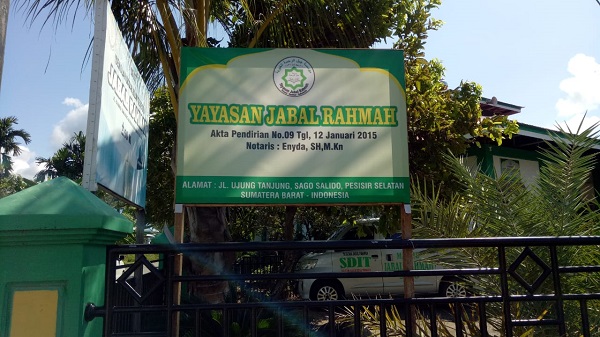 YAYASAN JABAL RAHMAH
Akta Pendirian No.09 Tgl, 12 Januari 2015
Notaris : Enyda, SH,M.Kn
ALAMAT : JL. UJUNG TANJUNG, SAGO SALIDO, PESISIR SELATAN
SUMATERA BARAT - INDONESIA
SDIT